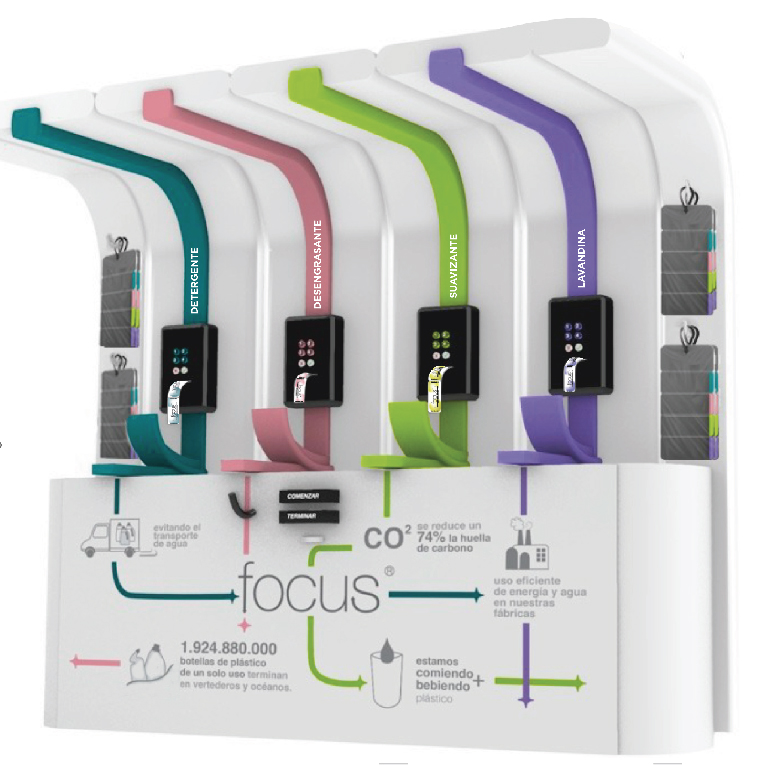 DETERGENTE
DESENGRASANTE
SUAVIZANTE
LAVANDINA
COMENZAR
TERMINAR
evitando el
transporte
de agua
CO²
se reduce un
74% la huella
de carbono
focus®
uso eficiente
de energía y agua
en nuestras
fábricas
1.924.880.000
botellas de plástico
de un solo uso terminan
en vertederos y océanos.
estamos
comiendo
bebiendo
plástico
+